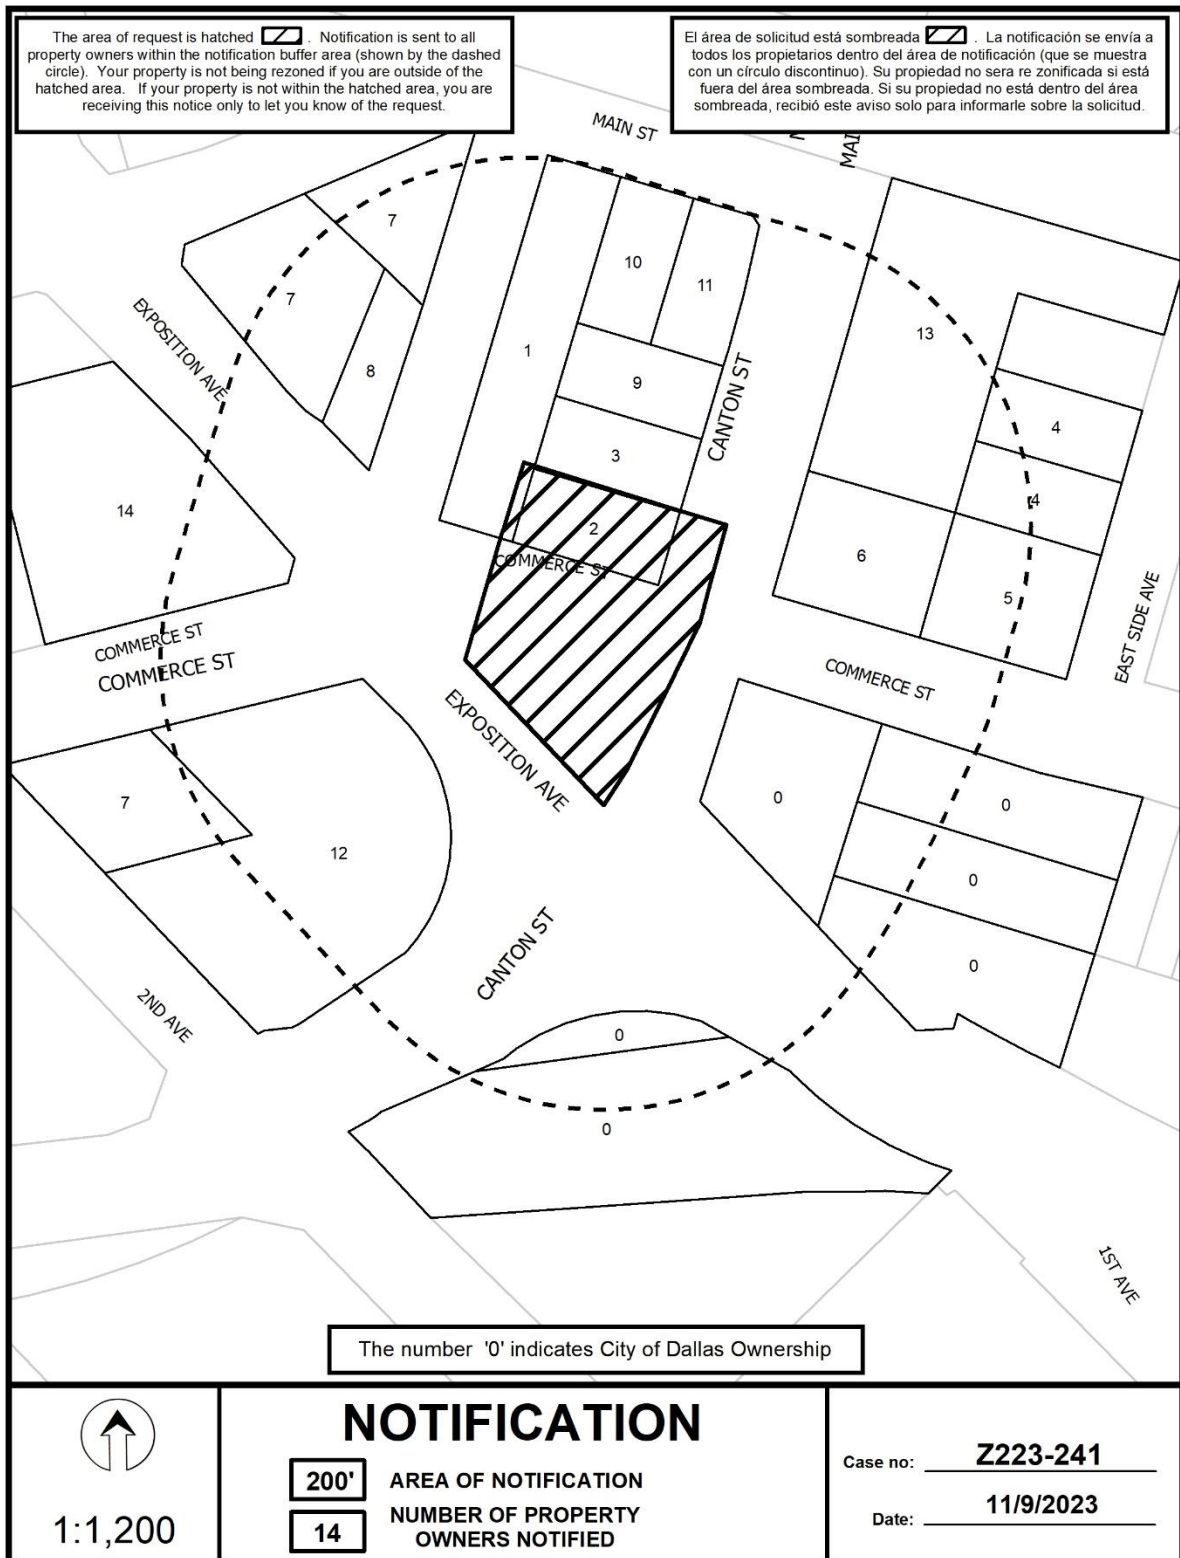 The area of request is hatched . Notification is sent to all
property owners within the notification buffer area (shown by the dashed
circle). Your property is not being rezoned if you are outside of the
hatched area. If your property is not within the hatched area, you are
receiving this notice only to let you know of the request.
El área de solicitud está sombreada . La notificación se envía a
todos los propietarios dentro del área de notificación (que se muestra
con un círculo discontinuo). Su propiedad no sera re zonificada si está
fuera del área sombreada. Si su propiedad no está dentro del área
sombreada, recibió este aviso solo para informarle sobre la solicitud.
MAIN ST
MAI
7
10
11
7
EXPOSITION AVE
13
1
8
9
CANTON ST
4
3
14
2
4
COMMERCE ST
6
5
EAST SIDE AVE
COMMERCE ST
COMMERCE ST
COMMERCE ST
EXPOSITION AVE
7
12
0
0
0
0
CANTON ST
2ND AVE
0
0
1ST AVE
The number '0' indicates City of Dallas Ownership
1:1,200
NOTIFICATION
200' AREA OF NOTIFICATION
14 NUMBER OF PROPERTY
OWNERS NOTIFIED
Case no: Z223-241
Date: 11/9/2023